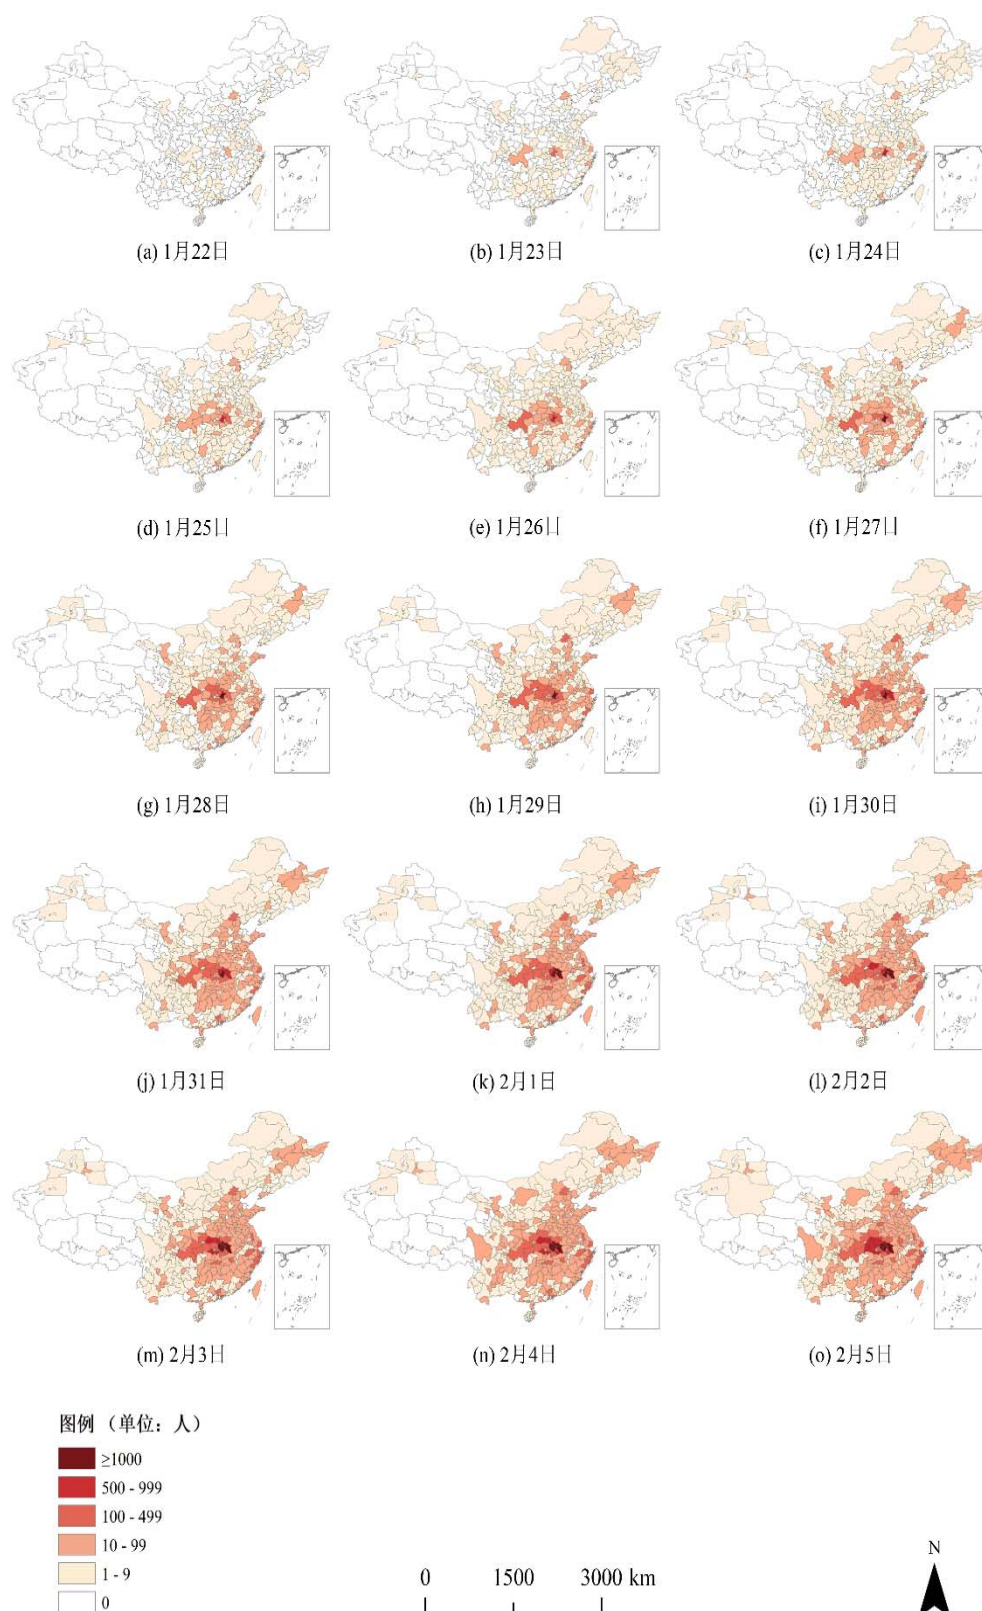 (a) 1月22日
(b) 1月23日
(c) 1月24日
(d) 1月25日
(e) 1月26日
(f) 1月27日
(g) 1月28日
(h) 1月29日
(i) 1月30日
(j) 1月31日
(k) 2月1日
(l) 2月2日
(m) 2月3日
(n) 2月4日
(o) 2月5日
图例 （单位：人）
≥1000
500 - 999
100 - 499
10 - 99
1 - 9
0
0 1500 3000 km
N